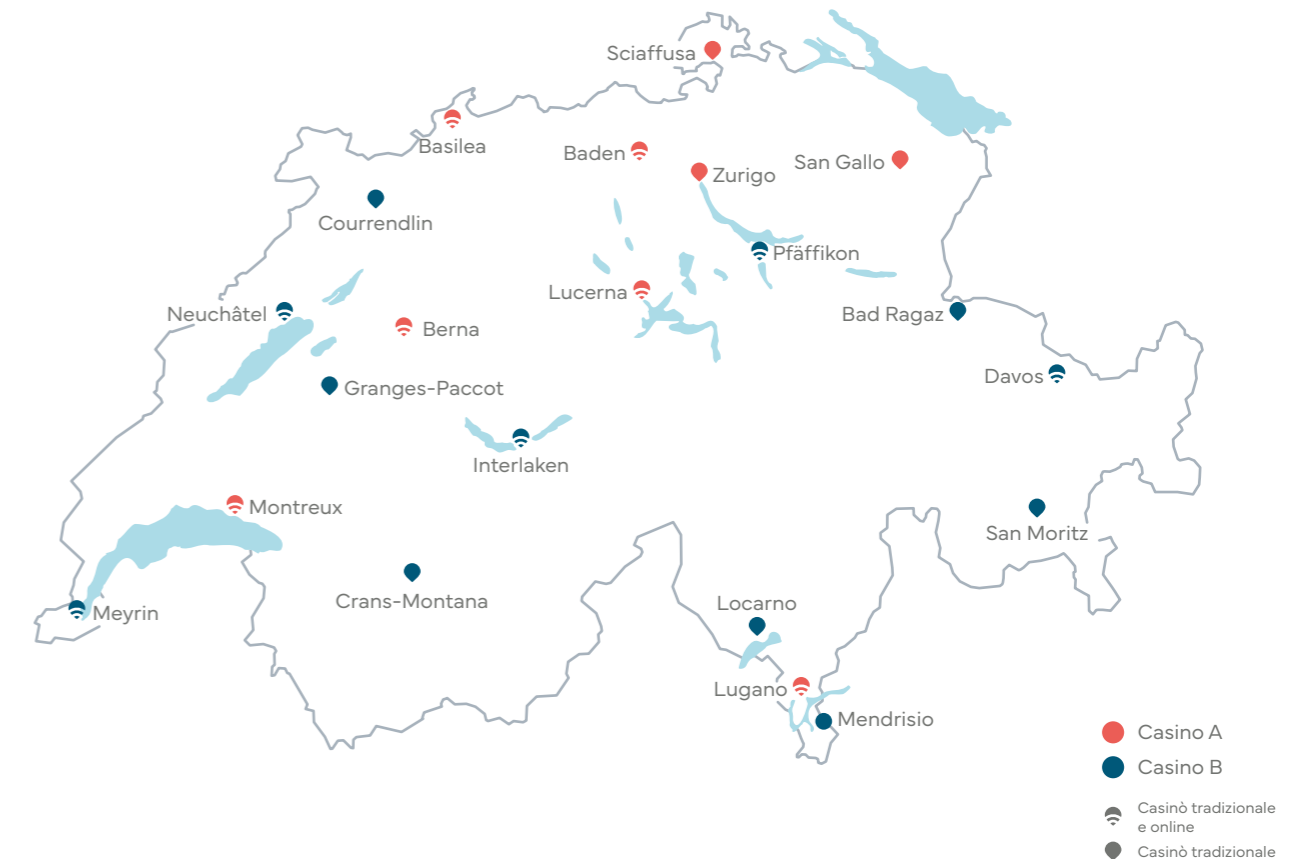 Sciaffusa
Basilea
Baden
San Gallo
Zurigo
Courrendlin
Pfäffikon
Lucerna
Neuchâtel
Bad Ragaz
Berna
Davos
Granges-Paccot
Interlaken
Montreux
San Moritz
Crans-Montana
Locarno
Meyrin
Lugano
Mendrisio
Casino A
Casino B
Casinò tradizionale
e online
Casinò tradizionale